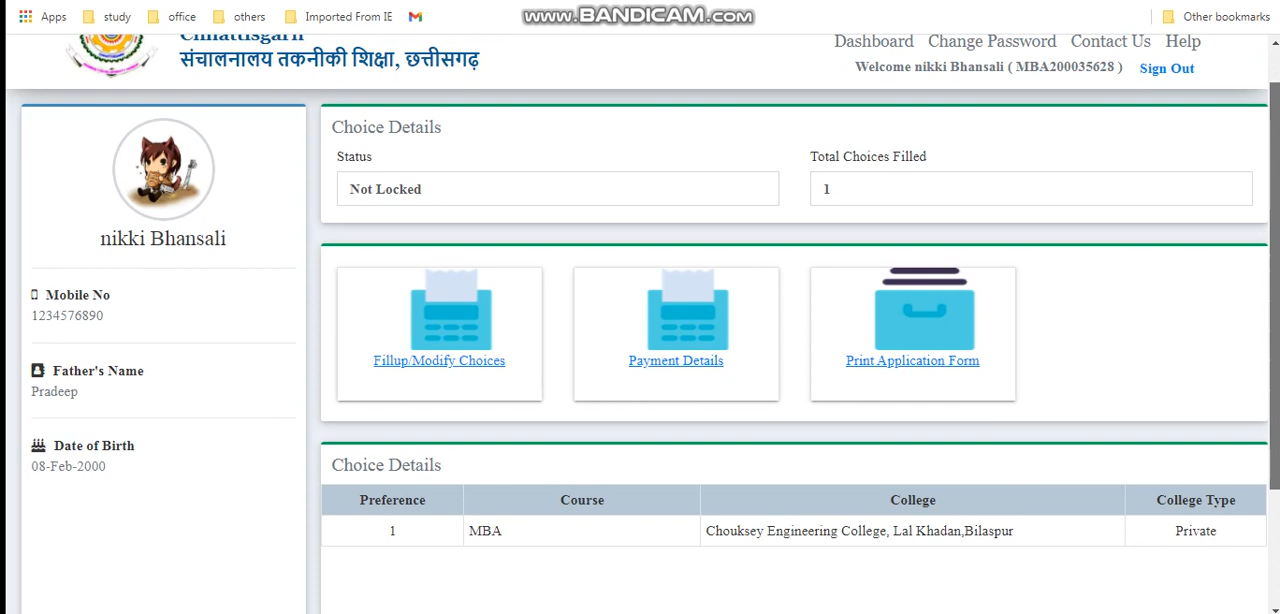 Apps study office others Imported From IE www.BANDICAM.com Other bookmarks
Chhattisgarh
संचालनालय तकनीकी शिक्षा, छत्तीसगढ़
Dashboard Change Password Contact Us Help
Welcome nikki Bhansali ( MBA200035628 ) Sign Out
nikki Bhansali
Mobile No
1234576890
Father's Name
Pradeep
Date of Birth
08-Feb-2000
Choice Details
Status Total Choices Filled
Not Locked 1
Fillup/Modify Choices Payment Details Print Application Form
Choice Details
Preference Course College College Type
1 MBA Chouksey Engineering College, Lal Khadan,Bilaspur Private